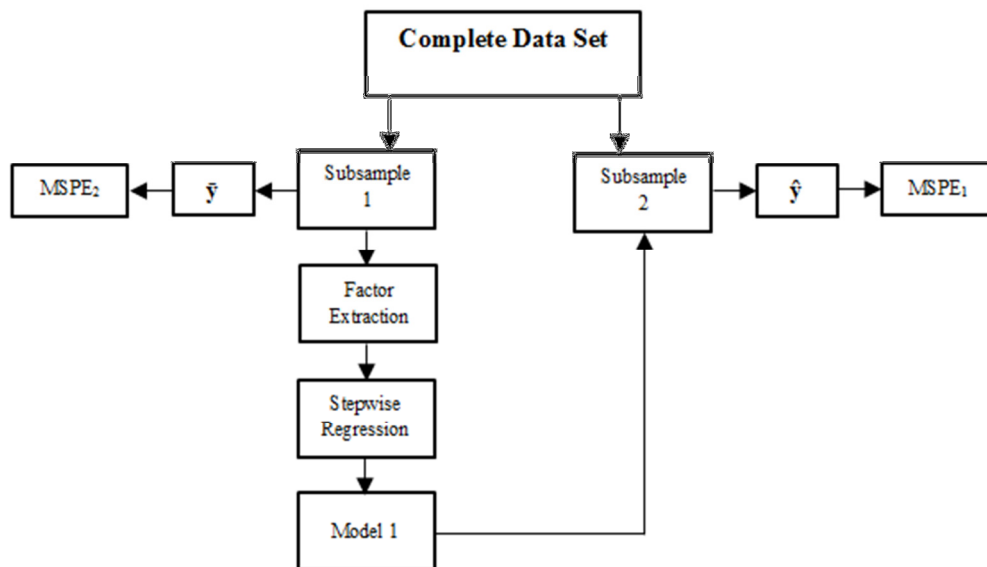 Complete Data Set
MSPE₂
ȳ
Subsample
1
Subsample
2
ŷ
MSPE₁
Factor
Extraction
Stepwise
Regression
Model 1